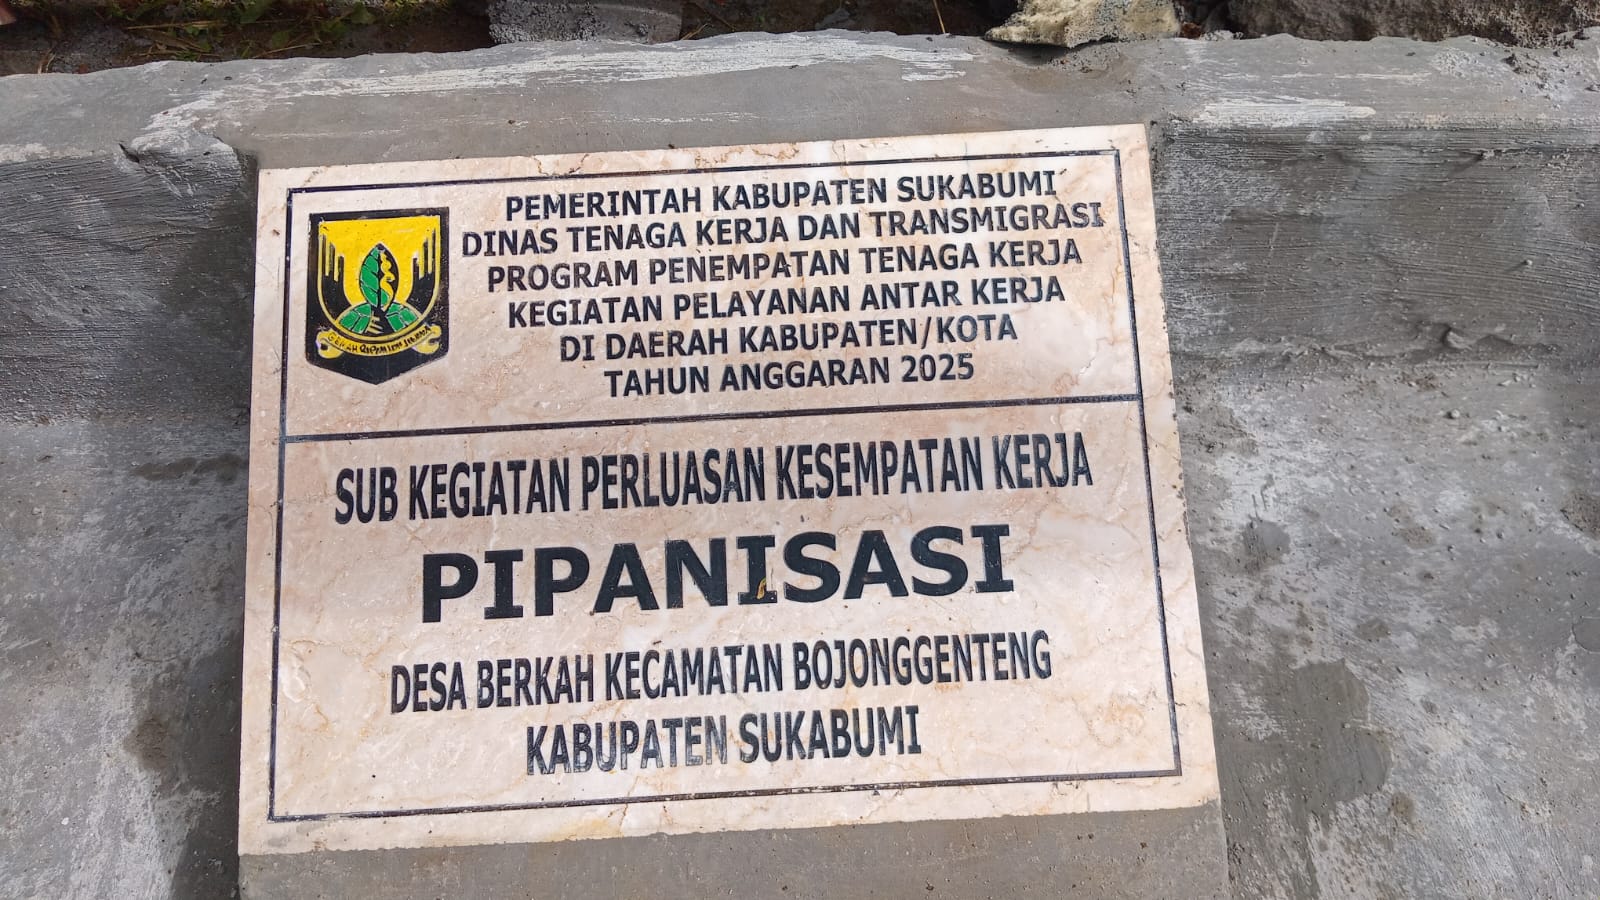 PEMERINTAH KABUPATEN SUKABUMI
DINAS TENAGA KERJA DAN TRANSMIGRASI
PROGRAM PENEMPATAN TENAGA KERJA
KEGIATAN PELAYANAN ANTAR KERJA
DI DAERAH KABUPATEN/KOTA
TAHUN ANGGARAN 2025
SUB KEGIATAN PERLUASAN KESEMPATAN KERJA
PIPANISASI
DESA BERKAH KECAMATAN BOJONGGENTENG
KABUPATEN SUKABUMI